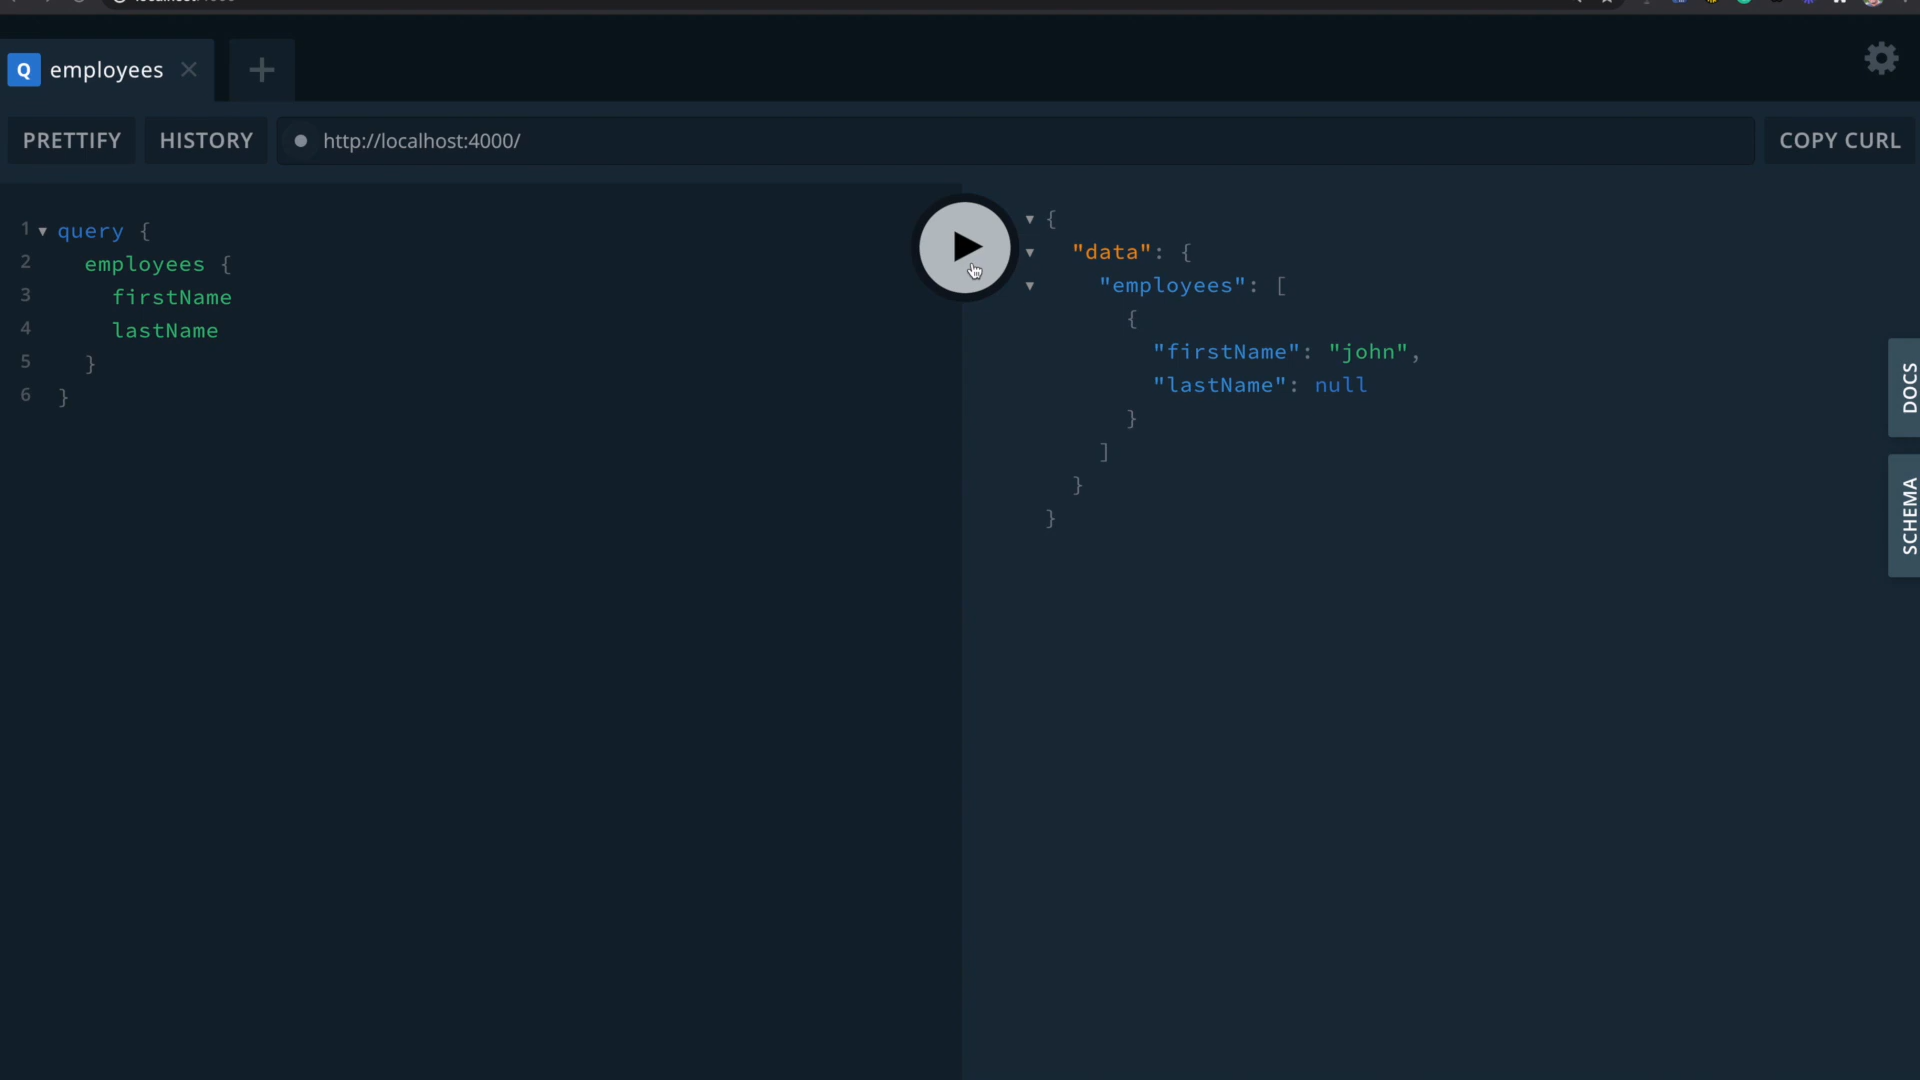 Q employees
PRETTIFY HISTORY http://localhost:4000/ COPY CURL
1 query {
2 employees {
3 firstName
4 lastName
5 }
6 }
{
"data": {
"employees": [
{
"firstName": "john",
"lastName": null
}
]
}
}
DOCS
SCHEMA